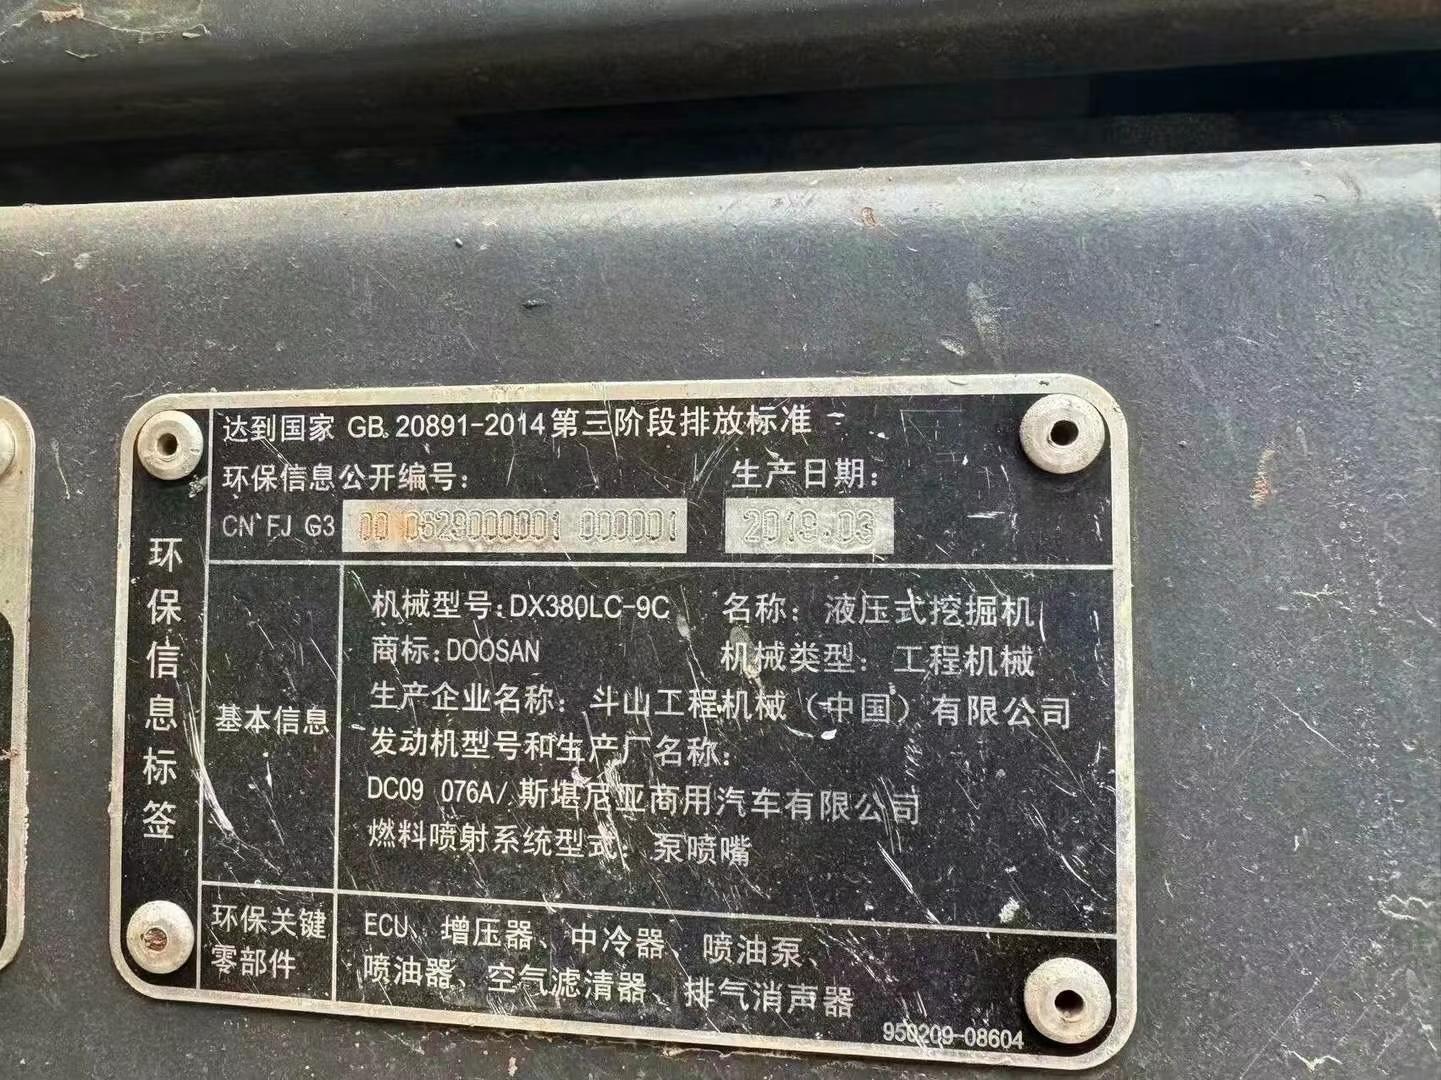 达到国家 GB 20891-2014第三阶段排放标准
环保信息公开编号: 生产日期:
CN FJ G3 00 0629000001 000001 2019.03
环保信息标签
基本信息
机械型号:DX380LC-9C 名称: 液压式挖掘机
商标:DOOSAN 机械类型: 工程机械
生产企业名称: 斗山工程机械(中国)有限公司
发动机型号和生产厂名称:
DC09 076A/斯堪尼亚商用汽车有限公司
燃料喷射系统型式: 泵喷嘴
环保关键零部件
ECU、增压器、中冷器、喷油泵、
喷油器、空气滤清器、排气消声器
950209-08604